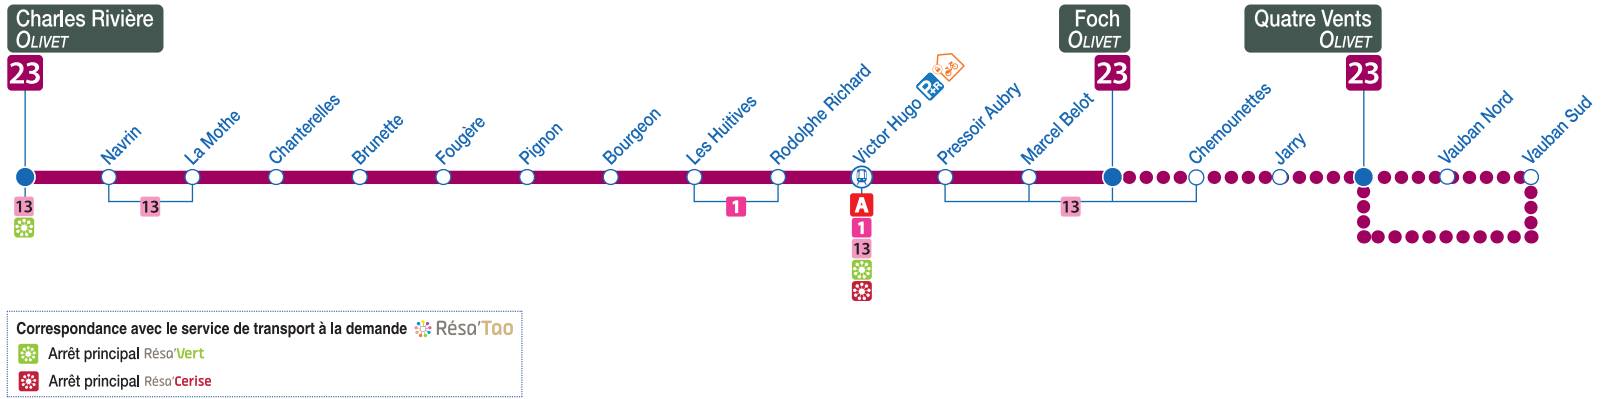 Charles Rivière
OLIVET
23
Foch
OLIVET
23
Quatre Vents
OLIVET
23
Navrin
La Mothe
Chanterelles
Brunette
Fougère
Pignon
Bourgeon
Les Huitives
Rodolphe Richard
Victor Hugo
P+R
Pressoir Aubry
Marcel Belot
Chemounettes
Jarry
Vauban Nord
Vauban Sud
13
13
1
A
1
13
13
Correspondance avec le service de transport à la demande Résa'Tao
Arrêt principal Résa'Vert
Arrêt principal Résa'Cerise